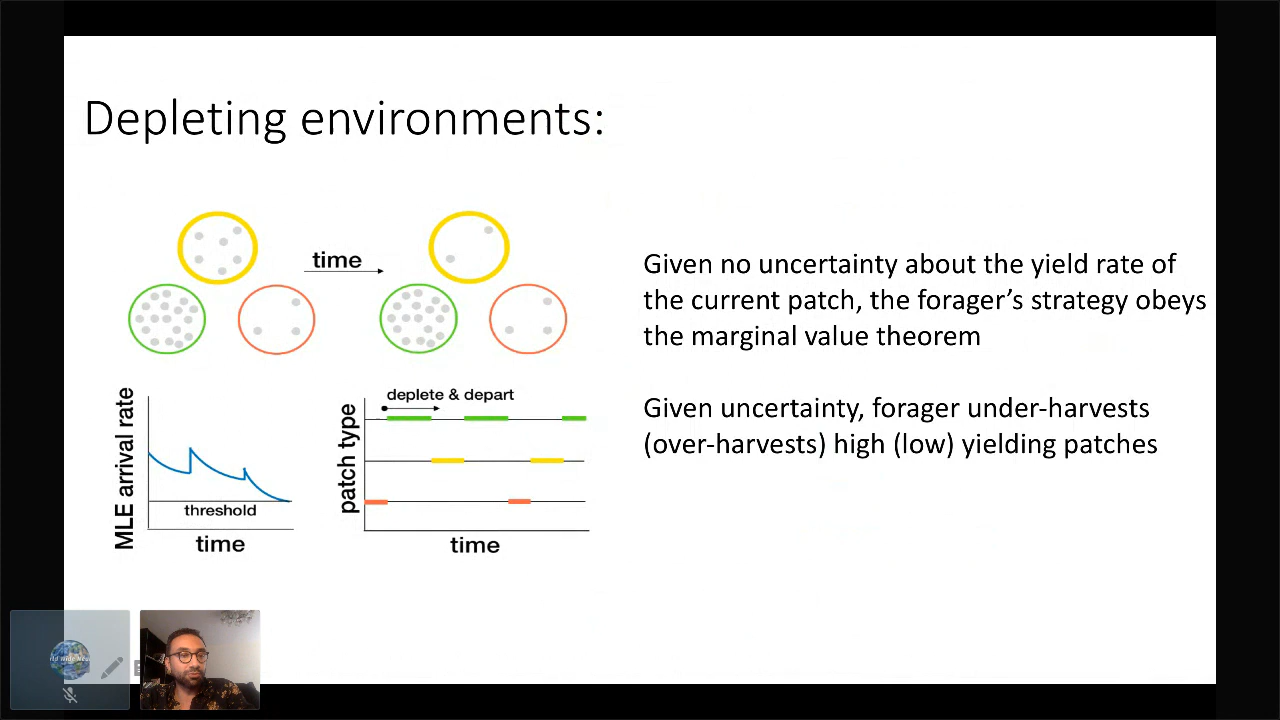 Depleting environments:
time
Given no uncertainty about the yield rate of
the current patch, the forager's strategy obeys
the marginal value theorem
Given uncertainty, forager under-harvests
(over-harvests) high (low) yielding patches
MLE arrival rate
threshold
time
deplete & depart
patch type
time